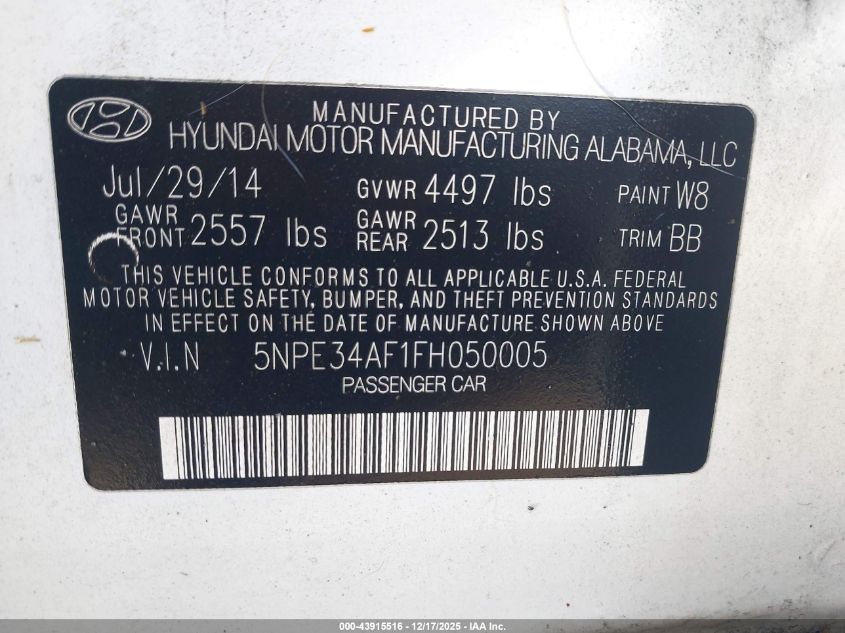 MANUFACTURED BY
HYUNDAI MOTOR MANUFACTURING ALABAMA, LLC
Jul/29/14 GVWR 4497 lbs PAINT W8
GAWR FRONT 2557 lbs GAWR REAR 2513 lbs TRIM BB
THIS VEHICLE CONFORMS TO ALL APPLICABLE U.S.A. FEDERAL
MOTOR VEHICLE SAFETY, BUMPER, AND THEFT PREVENTION STANDARDS
IN EFFECT ON THE DATE OF MANUFACTURE SHOWN ABOVE
V.I.N 5NPE34AF1FH050005
PASSENGER CAR
000--43915516 - 12/17/2025 - IAA Inc.